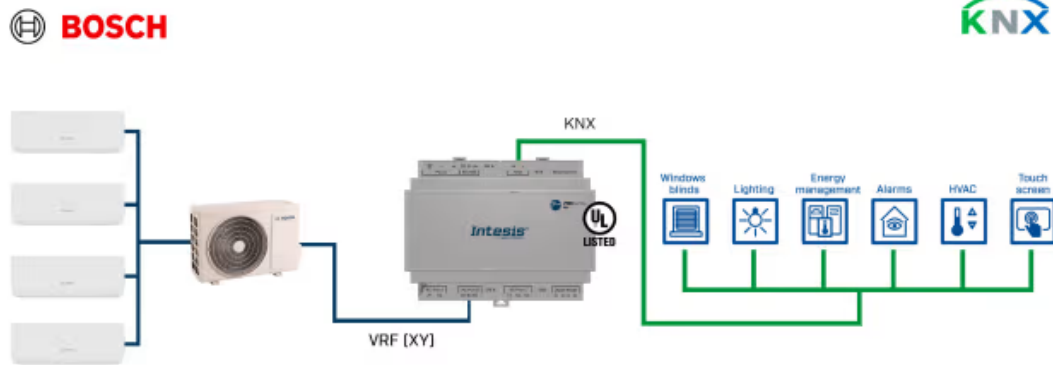 BOSCH
KNX
KNX
Windows
blinds
Lighting
Energy
management
Alarms
HVAC
Touch
screen
Intesis
UL
LISTED
VRF [XY]